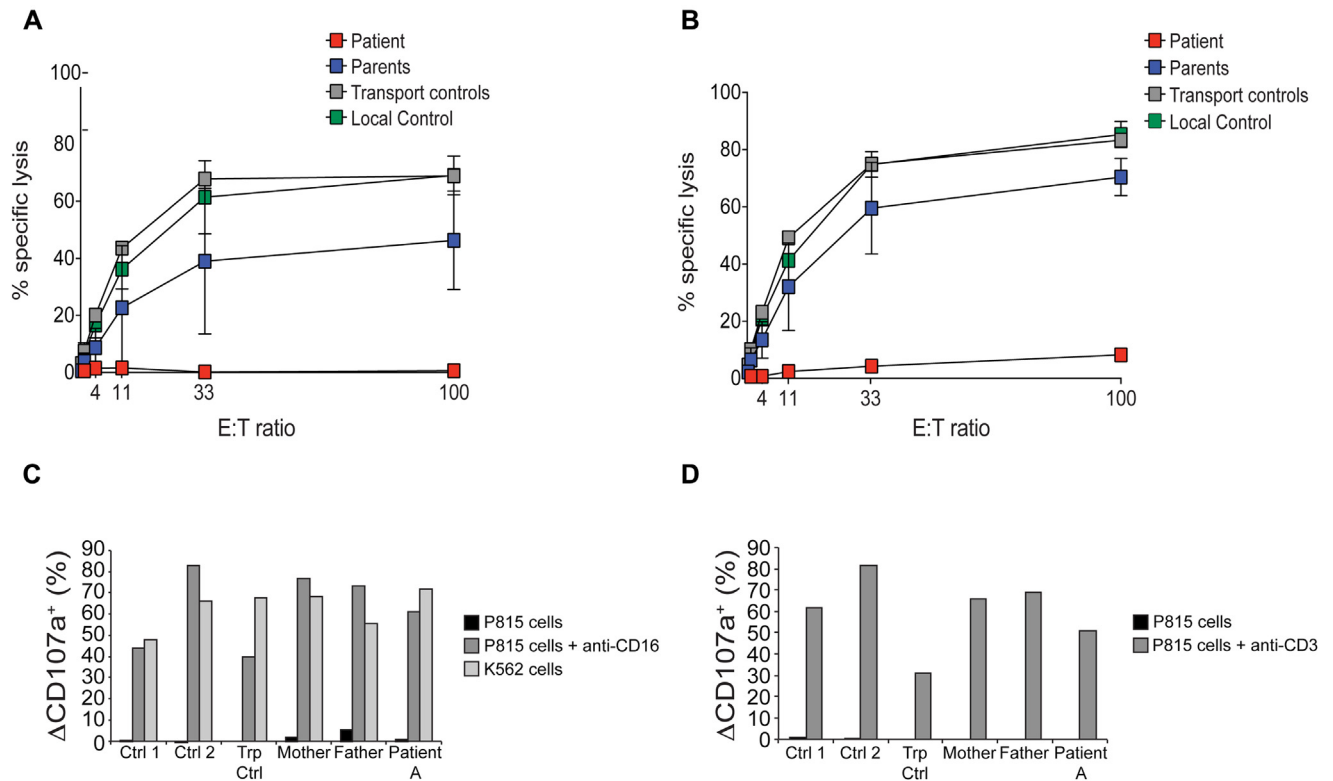 A
Patient
Parents
Transport controls
Local Control
100
80
60
40
20
0
% specific lysis
4 11 33 100
E:T ratio
B
Patient
Parents
Transport controls
Local Control
100
80
60
40
20
0
% specific lysis
4 11 33 100
E:T ratio
C
90
80
70
60
50
40
30
20
10
0
ΔCD107a+ (%)
P815 cells
P815 cells + anti-CD16
K562 cells
Ctrl 1 Ctrl 2 Trp Mother Father Patient
Ctrl A
D
90
80
70
60
50
40
30
20
10
0
ΔCD107a+ (%)
P815 cells
P815 cells + anti-CD3
Ctrl 1 Ctrl 2 Trp Mother Father Patient
Ctrl A